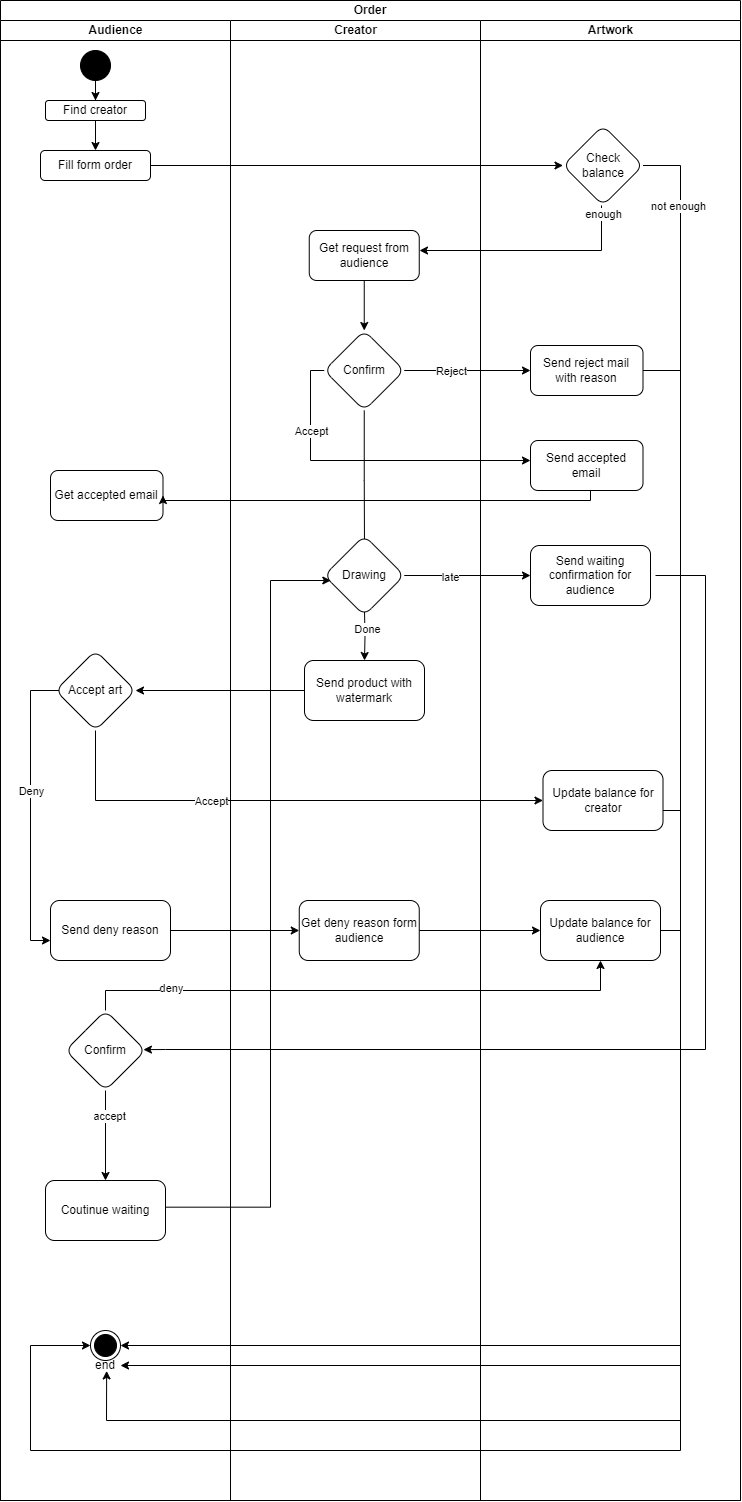 Order
Audience
Creator
Artwork
Find creator
Fill form order
Check
balance
not enough
enough
Get request from
audience
Confirm
Reject
Send reject mail
with reason
Accept
Send accepted
email
Get accepted email
Drawing
late
Send waiting
confirmation for
audience
Done
Send product with
watermark
Accept art
Deny
Accept
Update balance for
creator
Send deny reason
Get deny reason form
audience
Update balance for
audience
deny
Confirm
accept
Coutinue waiting
end